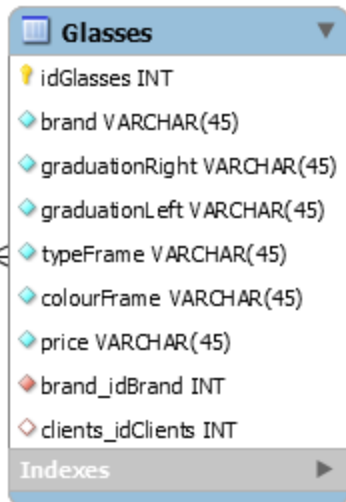 Glasses
idGlasses INT
brand VARCHAR(45)
graduationRight VARCHAR(45)
graduationLeft VARCHAR(45)
typeFrame VARCHAR(45)
colourFrame VARCHAR(45)
price VARCHAR(45)
brand_idBrand INT
clients_idClients INT
Indexes